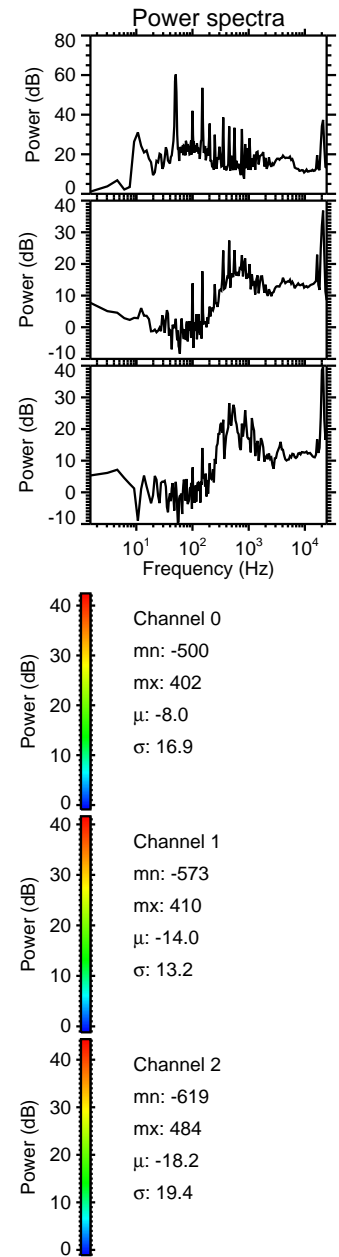 Power spectra
80
60
40
20
0
Power (dB)
40
30
20
10
0
-10
Power (dB)
40
30
20
10
0
-10
Power (dB)
10¹ 10² 10³ 10⁴
Frequency (Hz)
40
30
20
10
0
Power (dB)
Channel 0
mn: -500
mx: 402
μ: -8.0
σ: 16.9
40
30
20
10
0
Power (dB)
Channel 1
mn: -573
mx: 410
μ: -14.0
σ: 13.2
40
30
20
10
0
Power (dB)
Channel 2
mn: -619
mx: 484
μ: -18.2
σ: 19.4